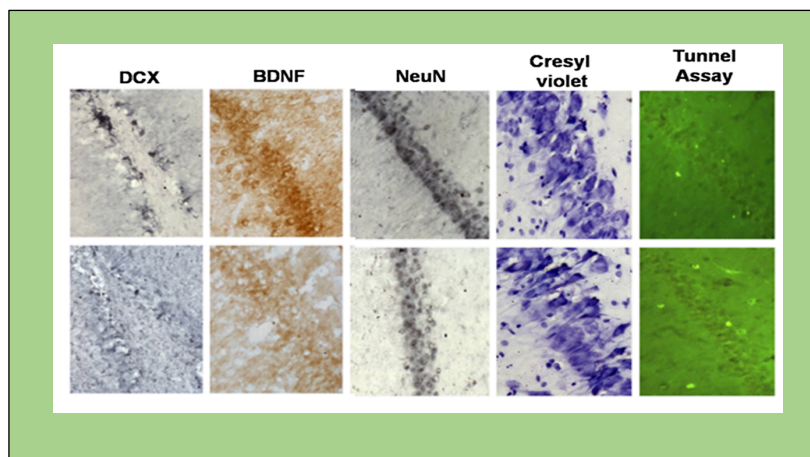 DCX
BDNF
NeuN
Cresyl
violet
Tunnel
Assay